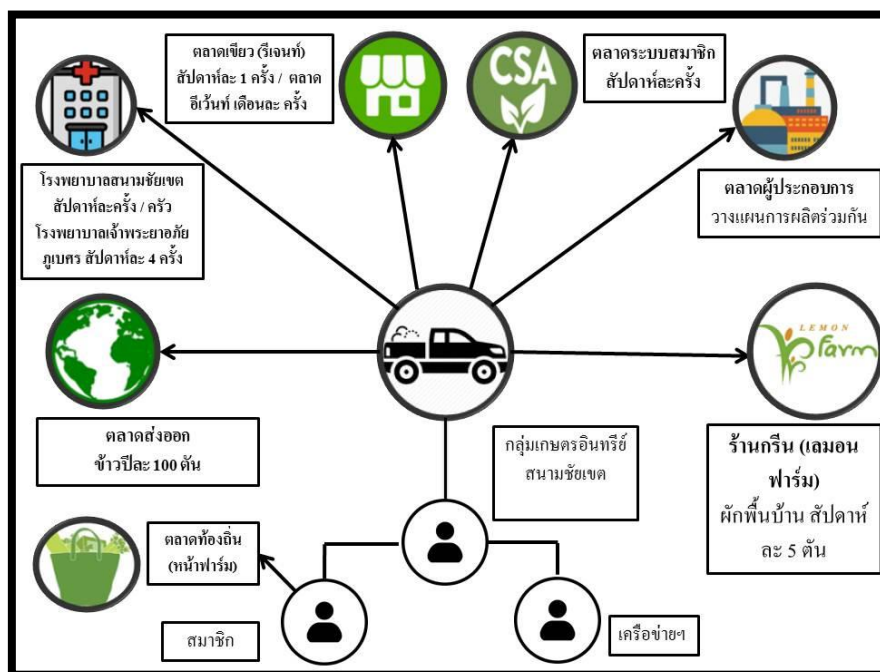 ตลาดเขียว (รีเจนท์)
สัปดาห์ละ 1 ครั้ง / ตลาด
อีเว้นท์ เดือนละ ครั้ง
CSA
ตลาดระบบสมาชิก
สัปดาห์ละครั้ง
โรงพยาบาลสนามชัยเขต
สัปดาห์ละครั้ง / ครัว
โรงพยาบาลเจ้าพระยาอภัย
ภูเบศร สัปดาห์ละ 4 ครั้ง
ตลาดผู้ประกอบการ
วางแผนการผลิตร่วมกัน
LEMON
farm
ตลาดส่งออก
ข้าวปีละ 100 ตัน
กลุ่มเกษตรอินทรีย์
สนามชัยเขต
ร้านกรีน (เลมอน
ฟาร์ม)
ผักพื้นบ้าน สัปดาห์
ละ 5 ตัน
ตลาดท้องถิ่น
(หน้าฟาร์ม)
สมาชิก
เครือข่ายฯ